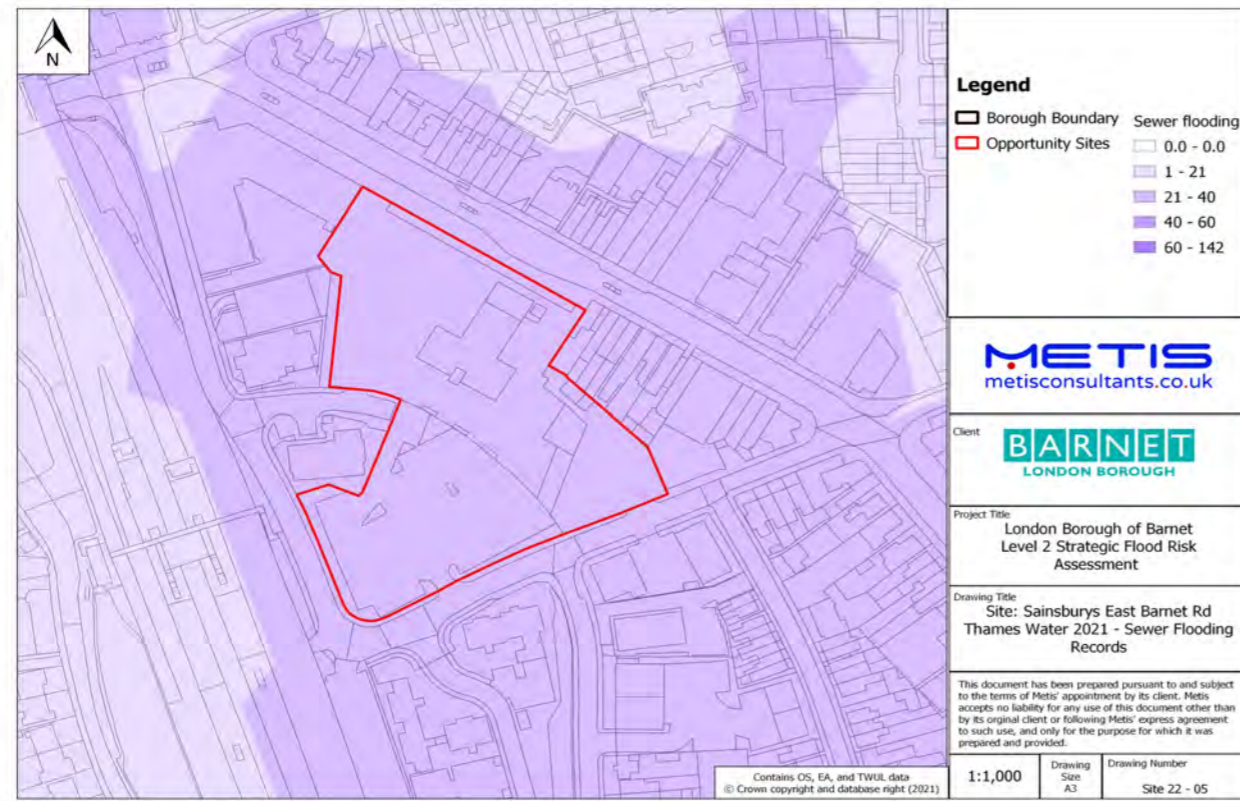 N
Legend
Borough Boundary
Opportunity Sites
Sewer flooding
0.0 - 0.0
1 - 21
21 - 40
40 - 60
60 - 142
METIS
metisconsultants.co.uk
Client
BARNET
LONDON BOROUGH
Project Title
London Borough of Barnet
Level 2 Strategic Flood Risk
Assessment
Drawing Title
Site: Sainsburys East Barnet Rd
Thames Water 2021 - Sewer Flooding
Records
This document has been prepared pursuant to and subject
to the terms of Metis' appointment by its client. Metis
accepts no liability for any use of this document other than
by its orginal client or following Metis' express agreement
to such use, and only for the purpose for which it was
prepared and provided.
Contains OS, EA, and TWUL data
© Crown copyright and database right (2021)
1:1,000
Drawing
Size
A3
Drawing Number
Site 22 - 05